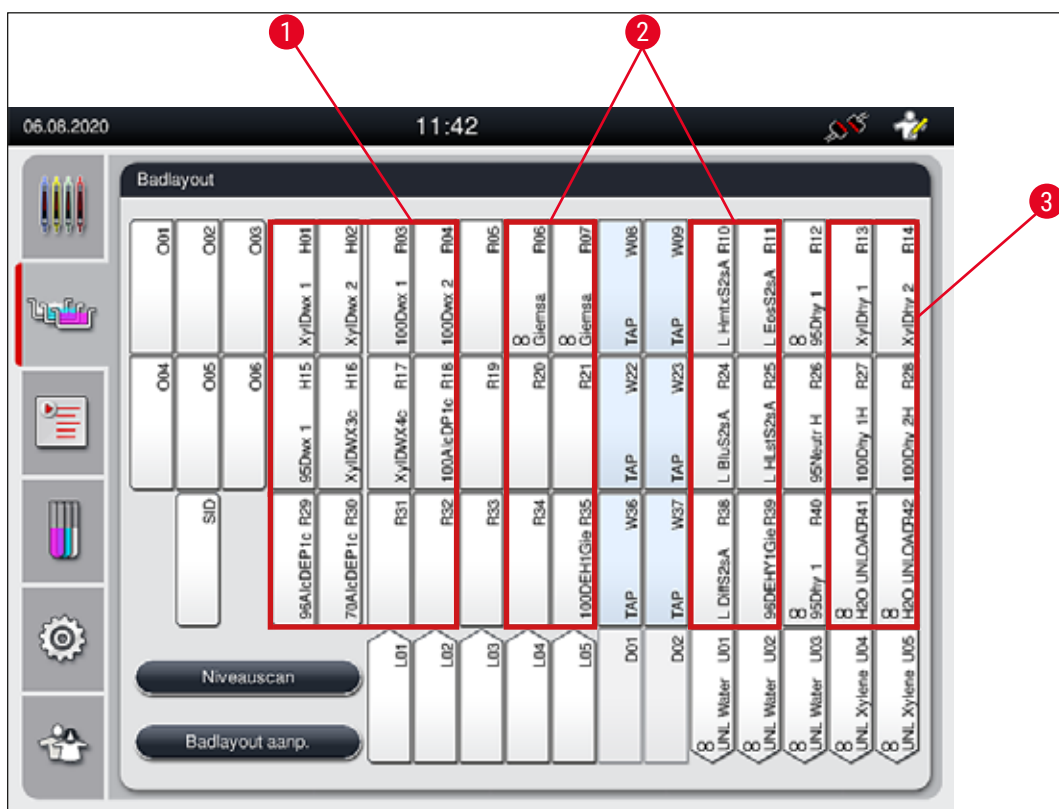 1
2
3
06.08.2020
11:42
Badlayout
O01
O02
O03
H01 XylDwx 1
H02 XylDwx 2
R03 100Dwx 1
R04 100Dwx 2
R05
R06 ∞ Giemsa
R07 ∞ Giemsa
W08 TAP
W09 TAP
R10 L HmtxS2sA
R11 L EosS2sA
R12 ∞ 95Dhy 1
R13 XylDhy 1
R14 XylDhy 2
O04
O05
O06
H15 95Dwx 1
H16 XylDWX3c
R17 XylDWX4c
R18 100AlcDP1c
R19
R20
R21
W22 TAP
W23 TAP
R24 L BluS2sA
R25 L HLstS2sA
R26 95Neutr H
R27 100Dhy 1H
R28 100Dhy 2H
SID
R29 96AlcDEP1c
R30 70AlcDEP1c
R31
R32
R33
R34
R35 100DEH1Gie
W36 TAP
W37 TAP
R38 L DiffS2sA
R39 96DEHY1Gie
R40 ∞ 95Dhy 1
R41 ∞ H2O UNLOAD
R42 ∞ H2O UNLOAD
L01
L02
L03
L04
L05
D01
D02
U01 ∞ UNL Water
U02 ∞ UNL Water
U03 ∞ UNL Water
U04 ∞ UNL Xylene
U05 ∞ UNL Xylene
Niveauscan
Badlayout aanp.